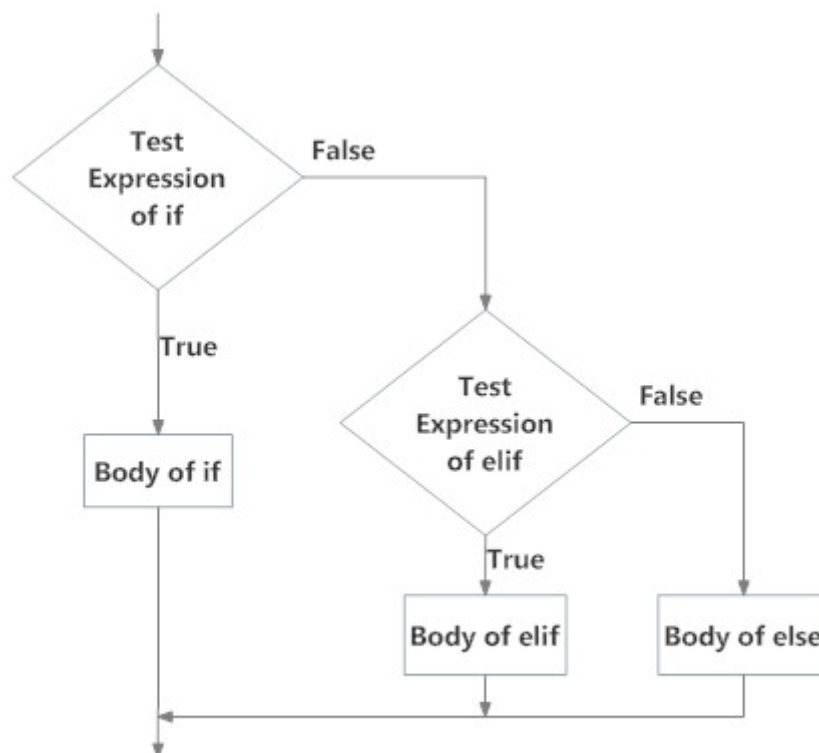 Test
Expression
of if
False
True
Body of if
Test
Expression
of elif
False
True
Body of elif
Body of else